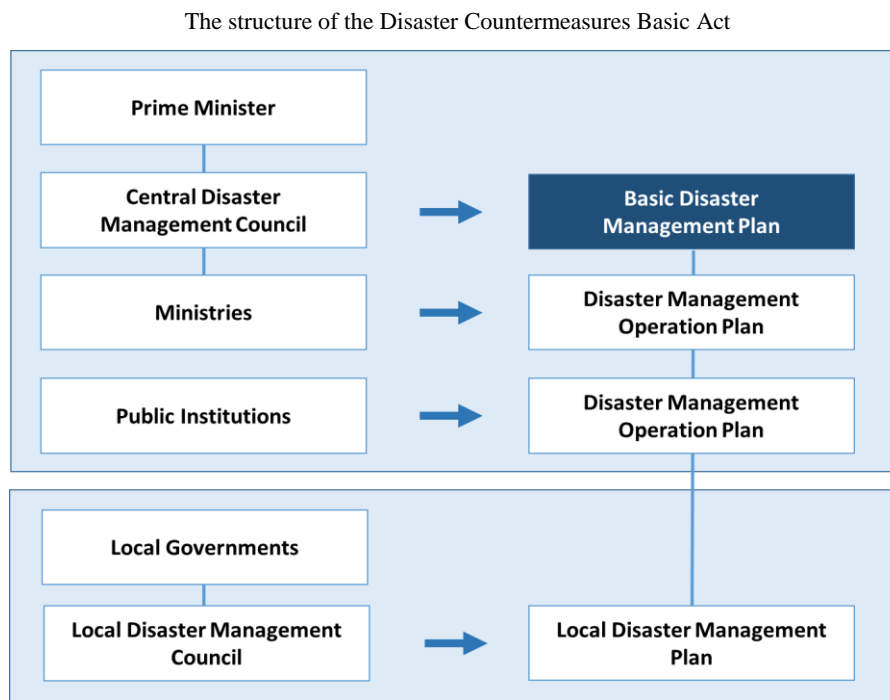 The structure of the Disaster Countermeasures Basic Act
Prime Minister
Central Disaster
Management Council
Basic Disaster
Management Plan
Ministries
Disaster Management
Operation Plan
Public Institutions
Disaster Management
Operation Plan
Local Governments
Local Disaster Management
Council
Local Disaster Management
Plan